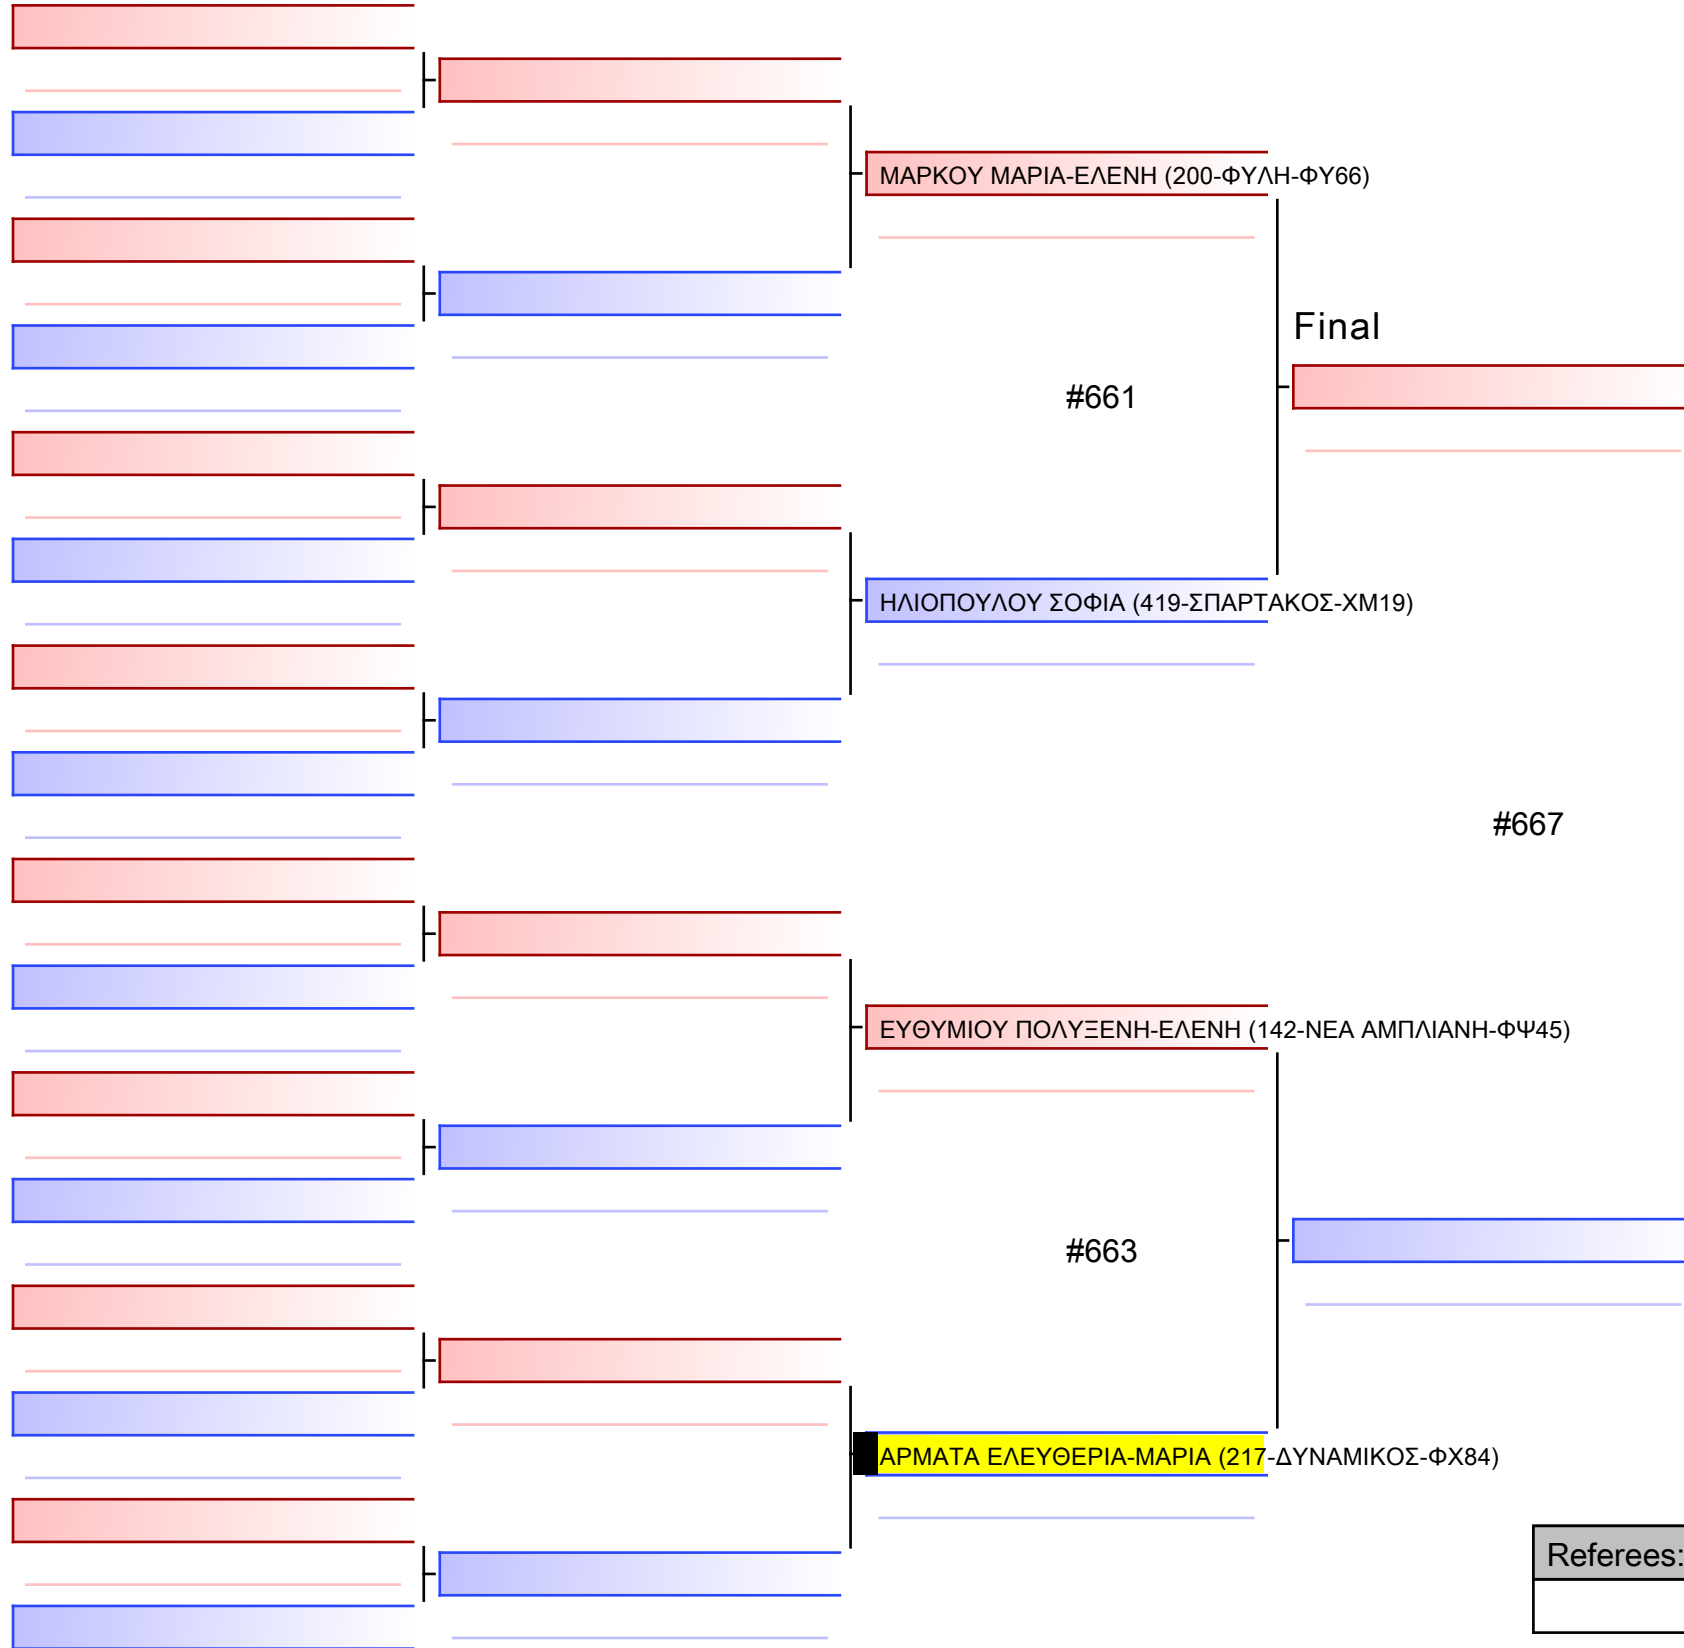 ΜΑΡΚΟΥ ΜΑΡΙΑ-ΕΛΕΝΗ (200-ΦΥΛΗ-ΦΥ66)
Final
#661
ΗΛΙΟΠΟΥΛΟΥ ΣΟΦΙΑ (419-ΣΠΑΡΤΑΚΟΣ-ΧΜ19)
#667
ΕΥΘΥΜΙΟΥ ΠΟΛΥΞΕΝΗ-ΕΛΕΝΗ (142-ΝΕΑ ΑΜΠΛΙΑΝΗ-ΦΨ45)
#663
ΑΡΜΑΤΑ ΕΛΕΥΘΕΡΙΑ-ΜΑΡΙΑ (217-ΔΥΝΑΜΙΚΟΣ-ΦΧ84)
Referees: